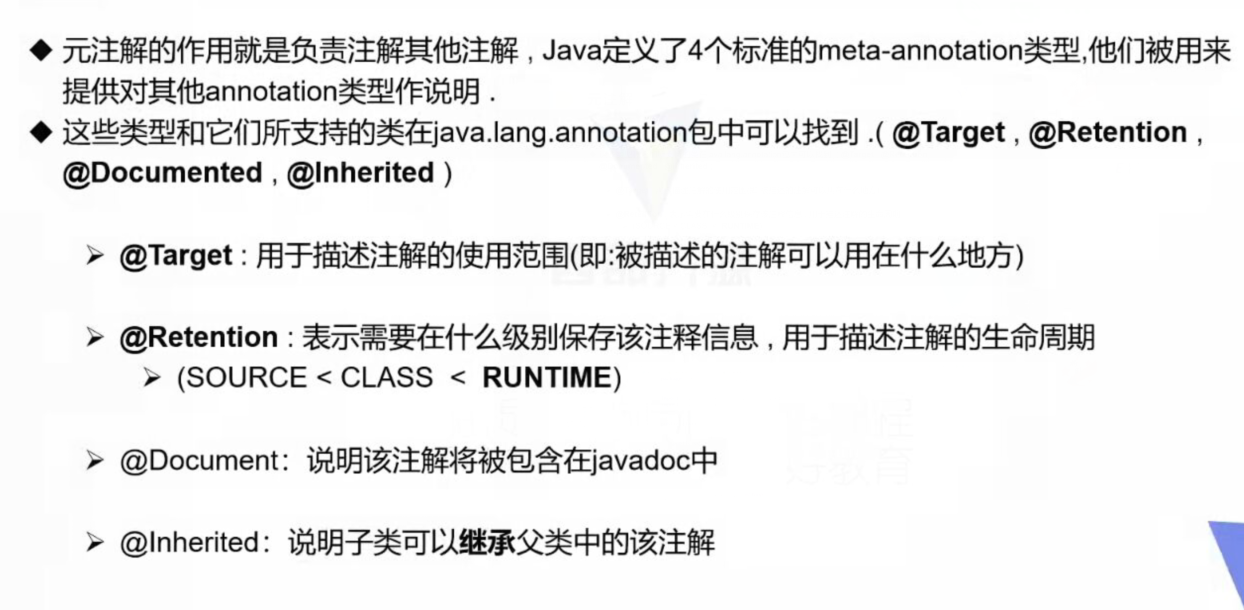 ◆ 元注解的作用就是负责注解其他注解 , Java定义了4个标准的meta-annotation类型,他们被用来
提供对其他annotation类型作说明 .
◆ 这些类型和它们所支持的类在java.lang.annotation包中可以找到 .( @Target , @Retention ,
@Documented , @Inherited )
➢ @Target : 用于描述注解的使用范围(即:被描述的注解可以用在什么地方)
➢ @Retention : 表示需要在什么级别保存该注释信息 , 用于描述注解的生命周期
➢ (SOURCE < CLASS < RUNTIME)
➢ @Document：说明该注解将被包含在javadoc中
➢ @Inherited：说明子类可以继承父类中的该注解